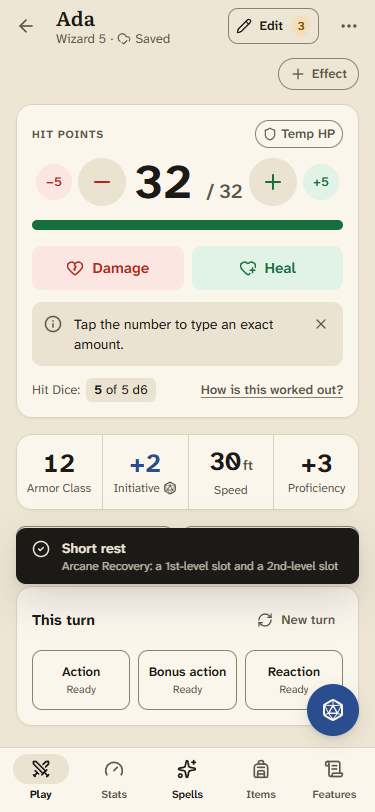 Ada
Wizard 5 · Saved
Edit 3
Effect
HIT POINTS
Temp HP
−5
32 / 32
+5
Damage
Heal
Tap the number to type an exact
amount.
Hit Dice: 5 of 5 d6
How is this worked out?
12
Armor Class
+2
Initiative
30 ft
Speed
+3
Proficiency
Short rest
Arcane Recovery: a 1st-level slot and a 2nd-level slot
This turn
New turn
Action
Ready
Bonus action
Ready
Reaction
Ready
Play
Stats
Spells
Items
Features